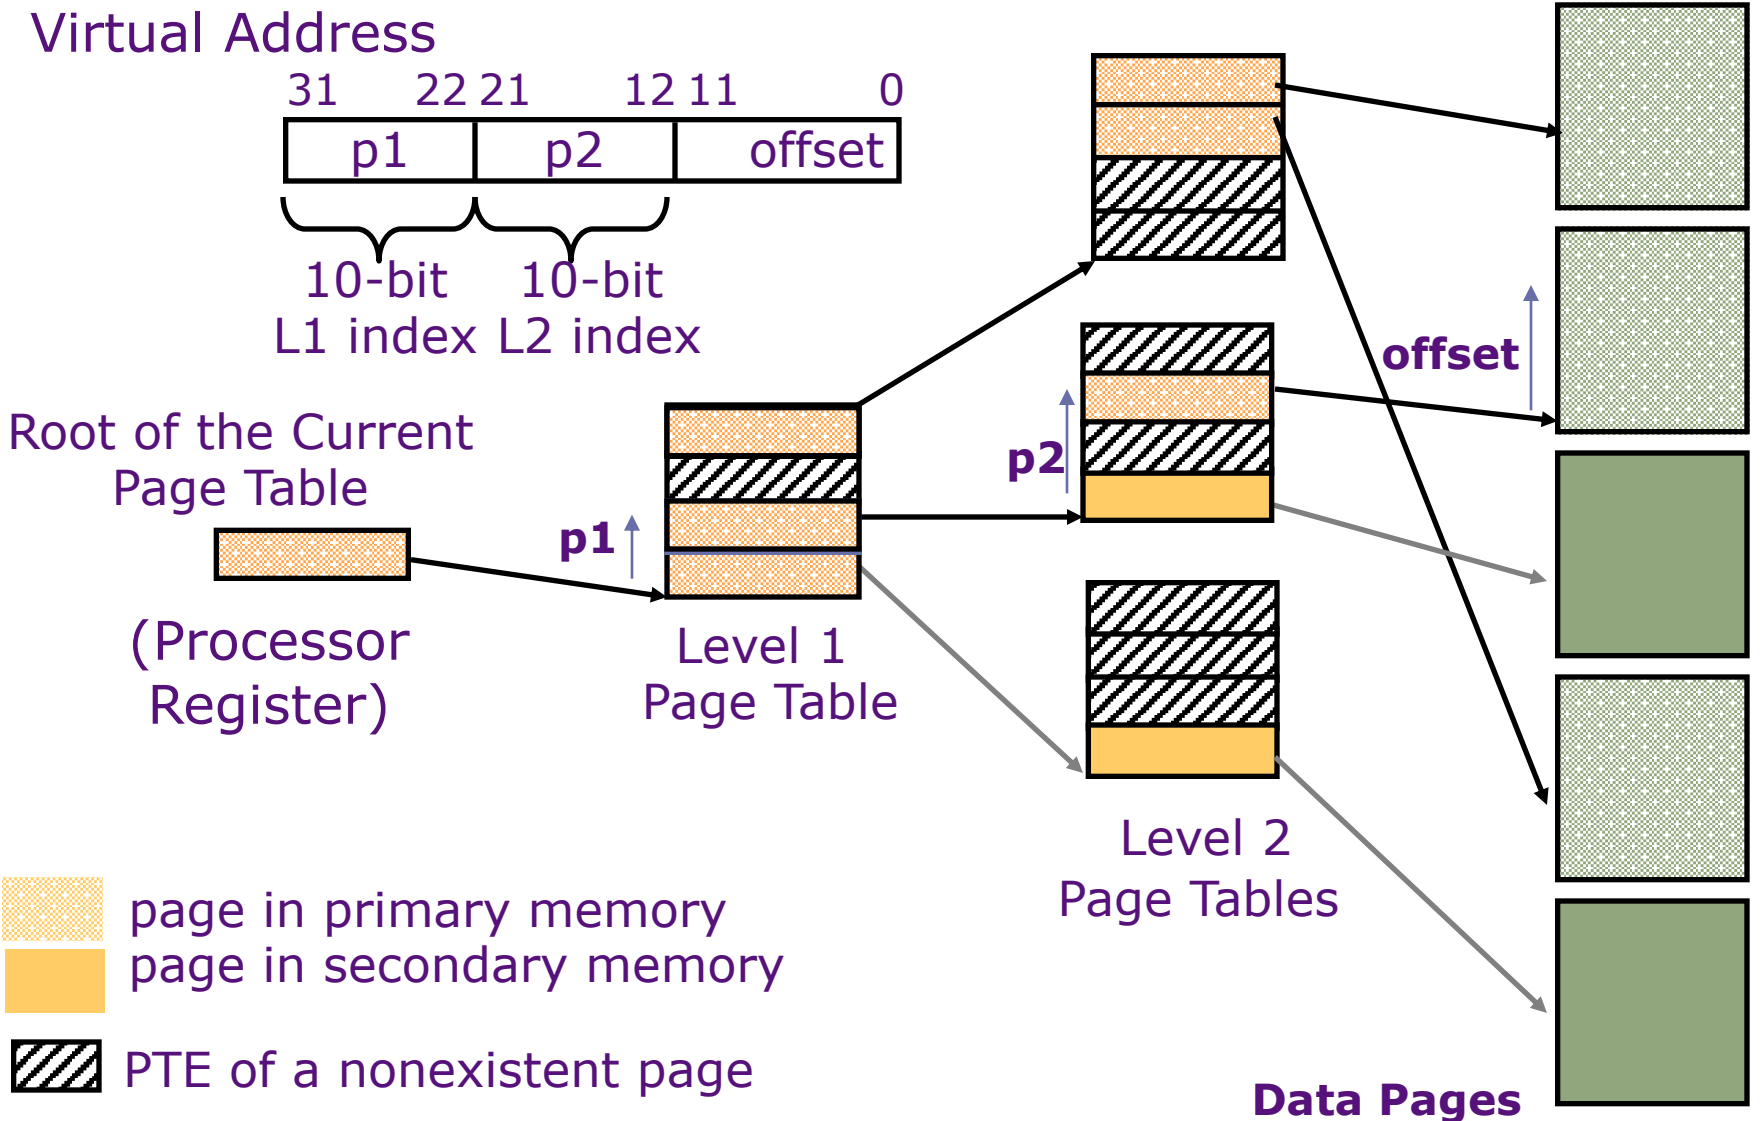 Virtual Address
31 22 21 12 11 0
p1 p2 offset
10-bit 10-bit
L1 index L2 index
offset
Root of the Current
Page Table
p2
p1
(Processor
Register)
Level 1
Page Table
Level 2
Page Tables
page in primary memory
page in secondary memory
PTE of a nonexistent page
Data Pages